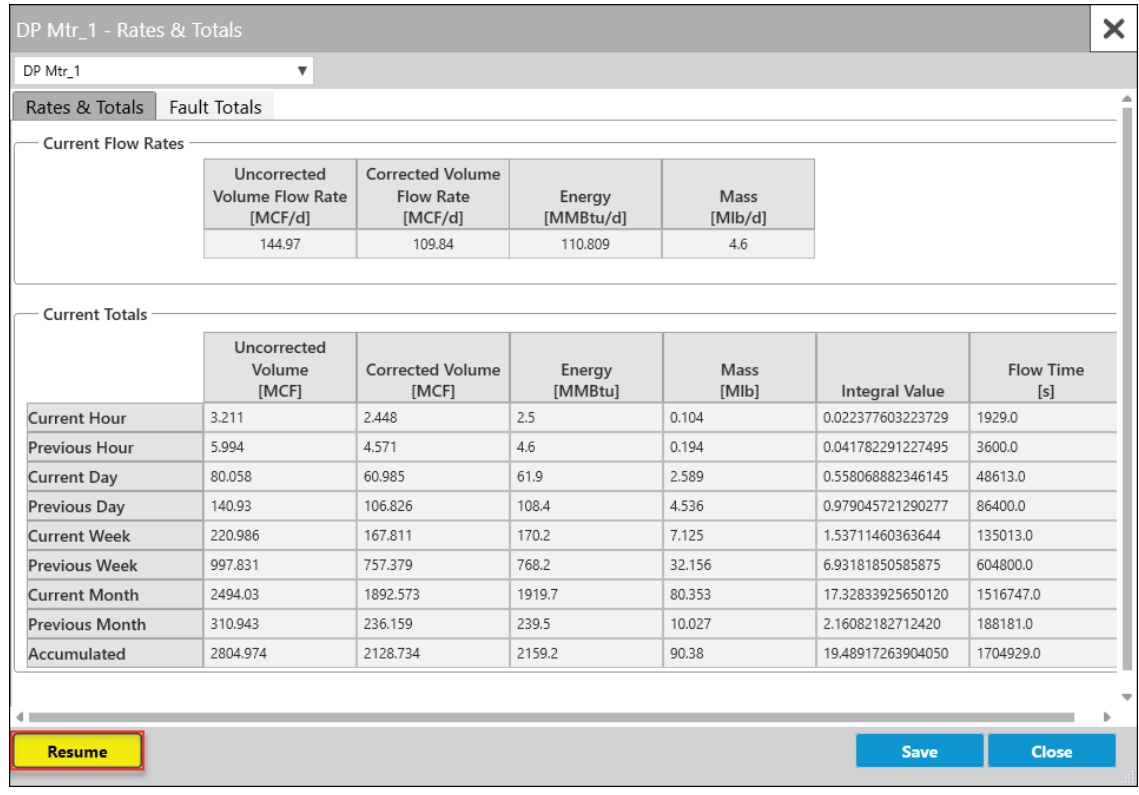 DP Mtr_1 - Rates & Totals
DP Mtr_1
Rates & Totals Fault Totals
Current Flow Rates
Uncorrected Volume Flow Rate [MCF/d] Corrected Volume Flow Rate [MCF/d] Energy [MMBtu/d] Mass [Mlb/d]
144.97 109.84 110.809 4.6
Current Totals
Uncorrected Volume [MCF] Corrected Volume [MCF] Energy [MMBtu] Mass [Mlb] Integral Value Flow Time [s]
Current Hour 3.211 2.448 2.5 0.104 0.022377603223729 1929.0
Previous Hour 5.994 4.571 4.6 0.194 0.041782291227495 3600.0
Current Day 80.058 60.985 61.9 2.589 0.558068882346145 48613.0
Previous Day 140.93 106.826 108.4 4.536 0.979045721290277 86400.0
Current Week 220.986 167.811 170.2 7.125 1.53711460363644 135013.0
Previous Week 997.831 757.379 768.2 32.156 6.93181850585875 604800.0
Current Month 2494.03 1892.573 1919.7 80.353 17.32833925650120 1516747.0
Previous Month 310.943 236.159 239.5 10.027 2.16082182712420 188181.0
Accumulated 2804.974 2128.734 2159.2 90.38 19.48917263904050 1704929.0
Resume Save Close